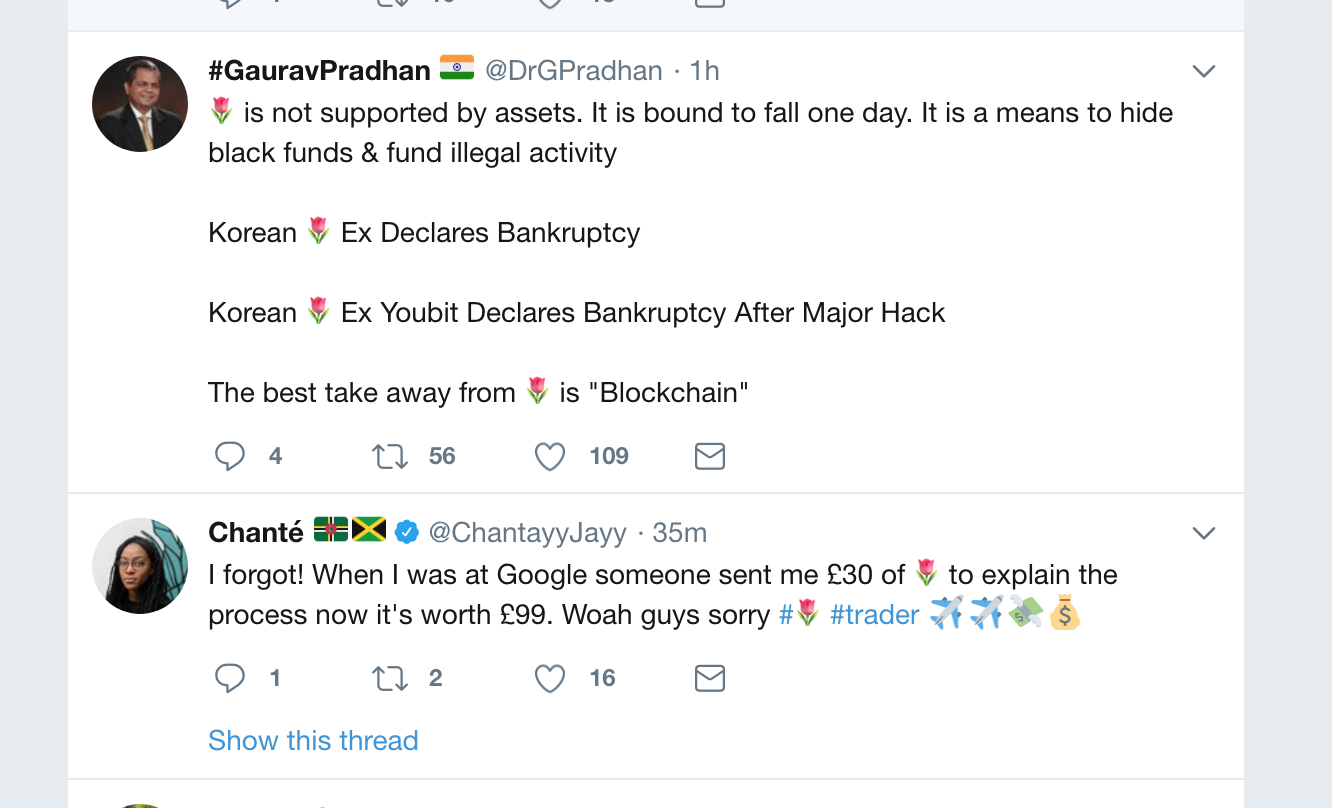 #GauravPradhan 🇮🇳 @DrGPradhan · 1h
🌷 is not supported by assets. It is bound to fall one day. It is a means to hide
black funds & fund illegal activity
Korean 🌷 Ex Declares Bankruptcy
Korean 🌷 Ex Youbit Declares Bankruptcy After Major Hack
The best take away from 🌷 is "Blockchain"
4 56 109
Chanté 🇩🇲🇯🇲 @ChantayyJayy · 35m
I forgot! When I was at Google someone sent me £30 of 🌷 to explain the
process now it's worth £99. Woah guys sorry #🌷 #trader ✈️✈️💸💰
1 2 16
Show this thread